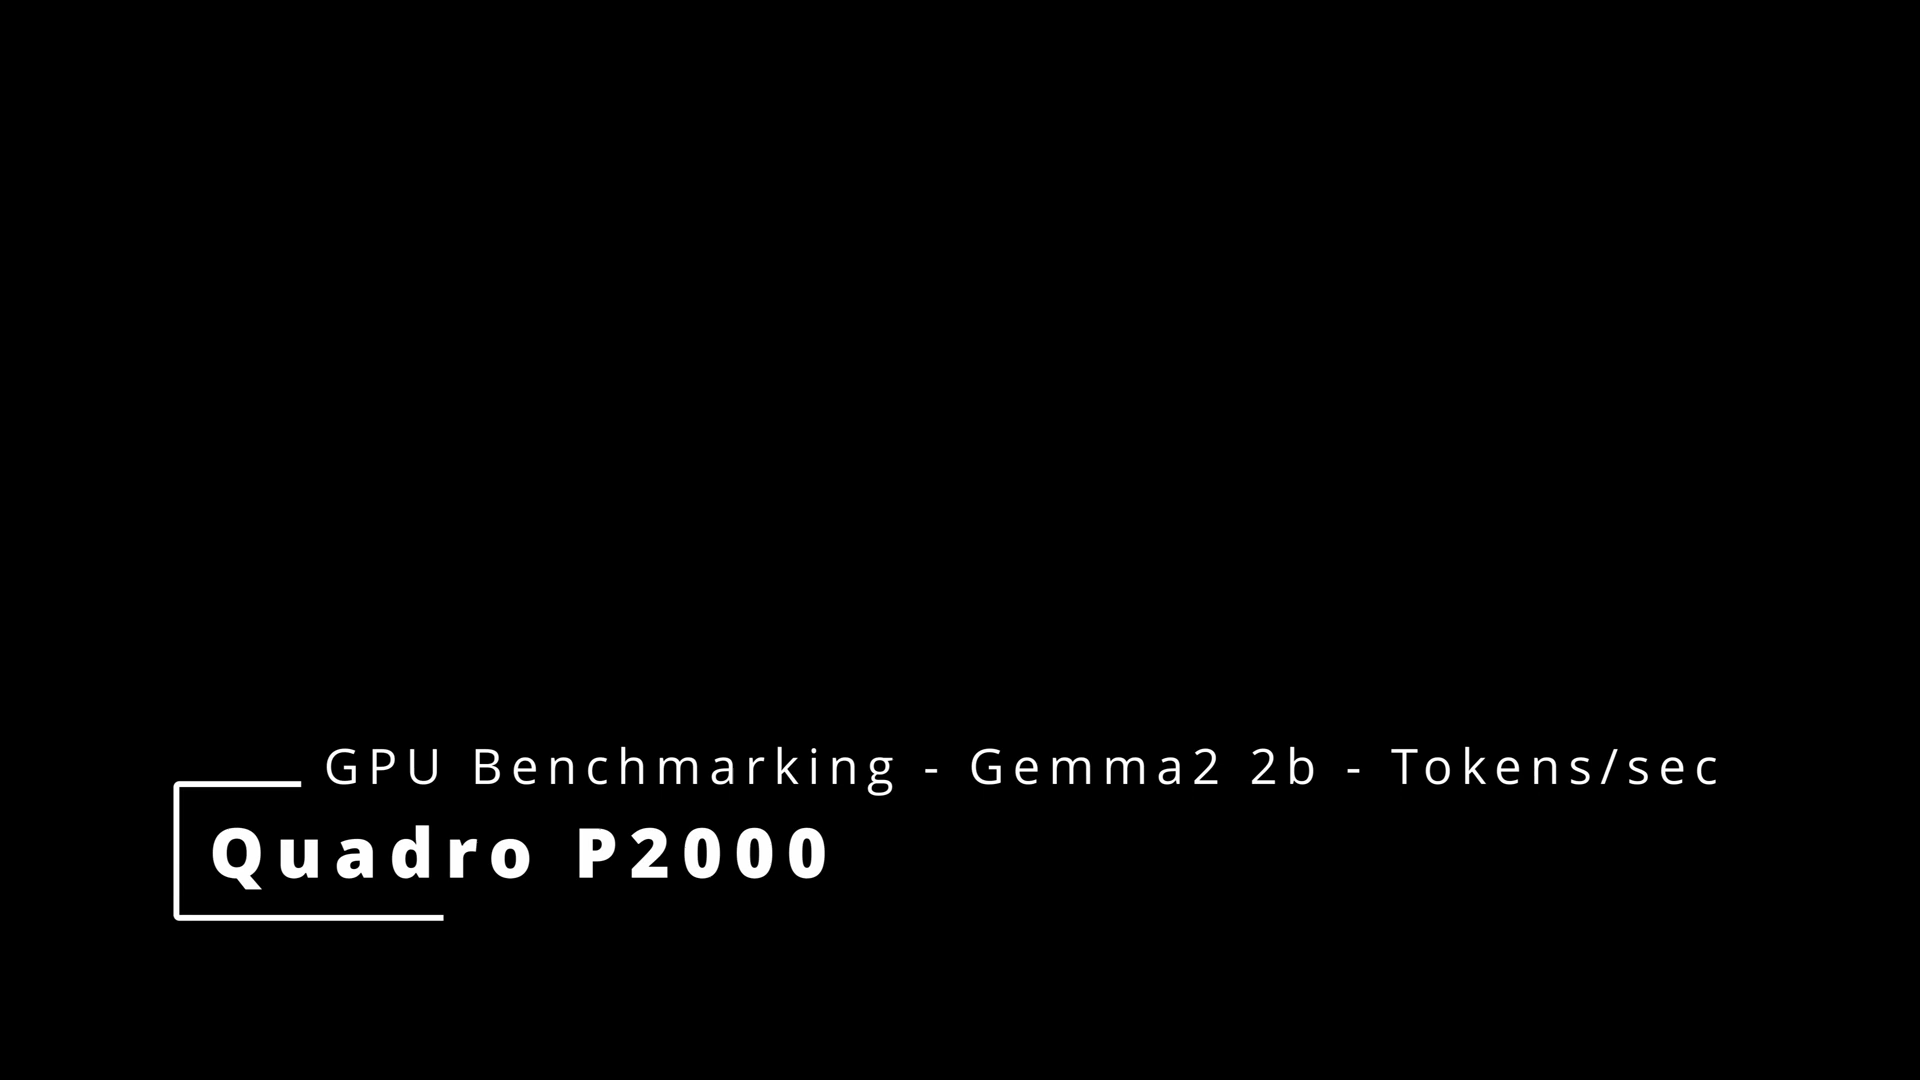 GPU Benchmarking - Gemma2 2b - Tokens/sec
Quadro P2000